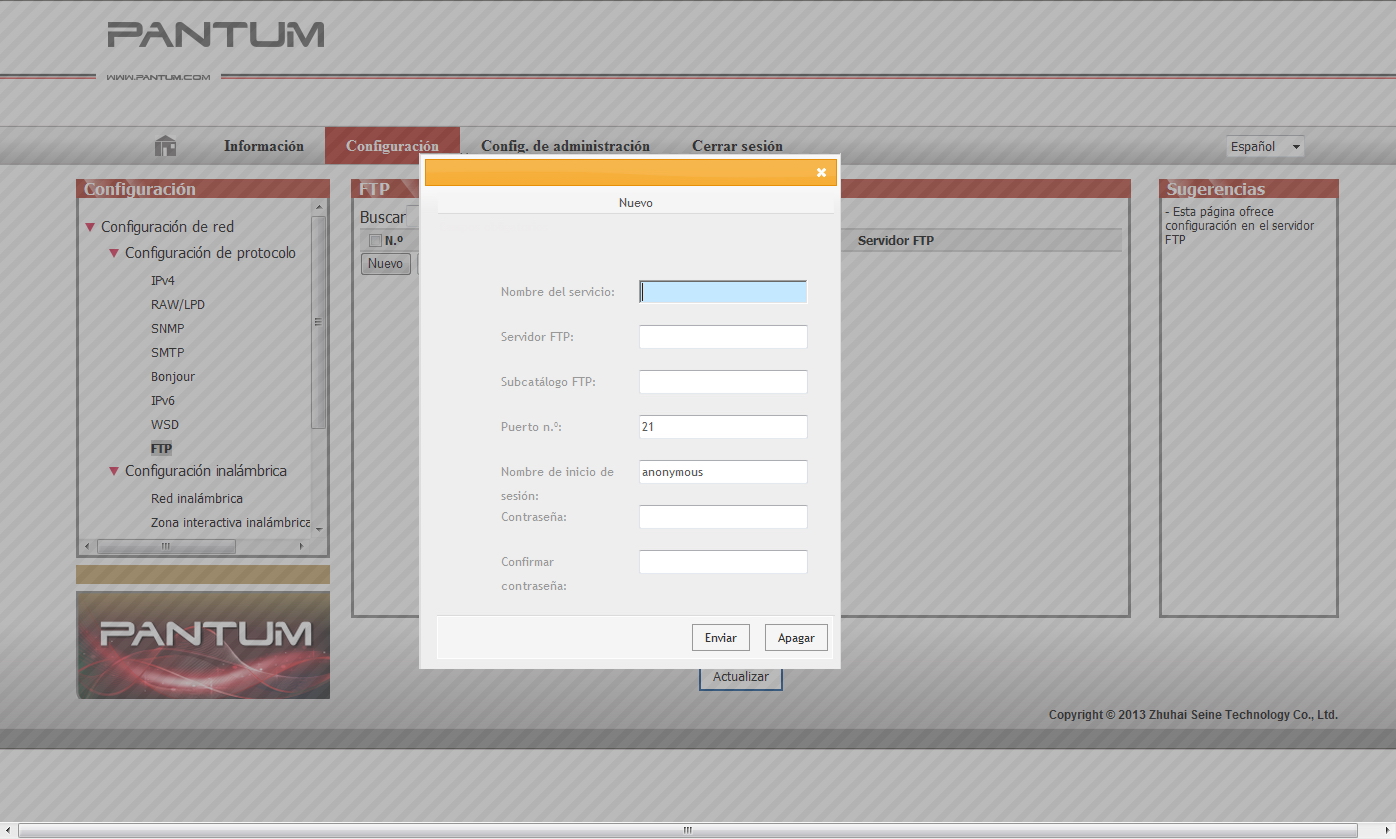 PANTUM
WWW.PANTUM.COM
Información
Configuración
Config. de administración
Cerrar sesión
Español
Configuración
Configuración de red
Configuración de protocolo
IPv4
RAW/LPD
SNMP
SMTP
Bonjour
IPv6
WSD
FTP
Configuración inalámbrica
Red inalámbrica
Zona interactiva inalámbrica
PANTUM
FTP
Buscar
N.º
Servidor FTP
Nuevo
Nuevo
Nombre del servicio:
Servidor FTP:
Subcatálogo FTP:
Puerto n.º:
21
Nombre de inicio de
sesión:
anonymous
Contraseña:
Confirmar
contraseña:
Enviar
Apagar
Actualizar
Sugerencias
- Esta página ofrece
configuración en el servidor
FTP
Copyright © 2013 Zhuhai Seine Technology Co., Ltd.